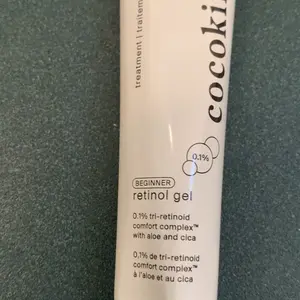 treatment | traitem
cocoki
0.1%
BEGINNER
retinol gel
0.1% tri-retinoid
comfort complex™
with aloe and cica
0,1% de tri-retinoid
comfort complex™
à l'aloe et au cica